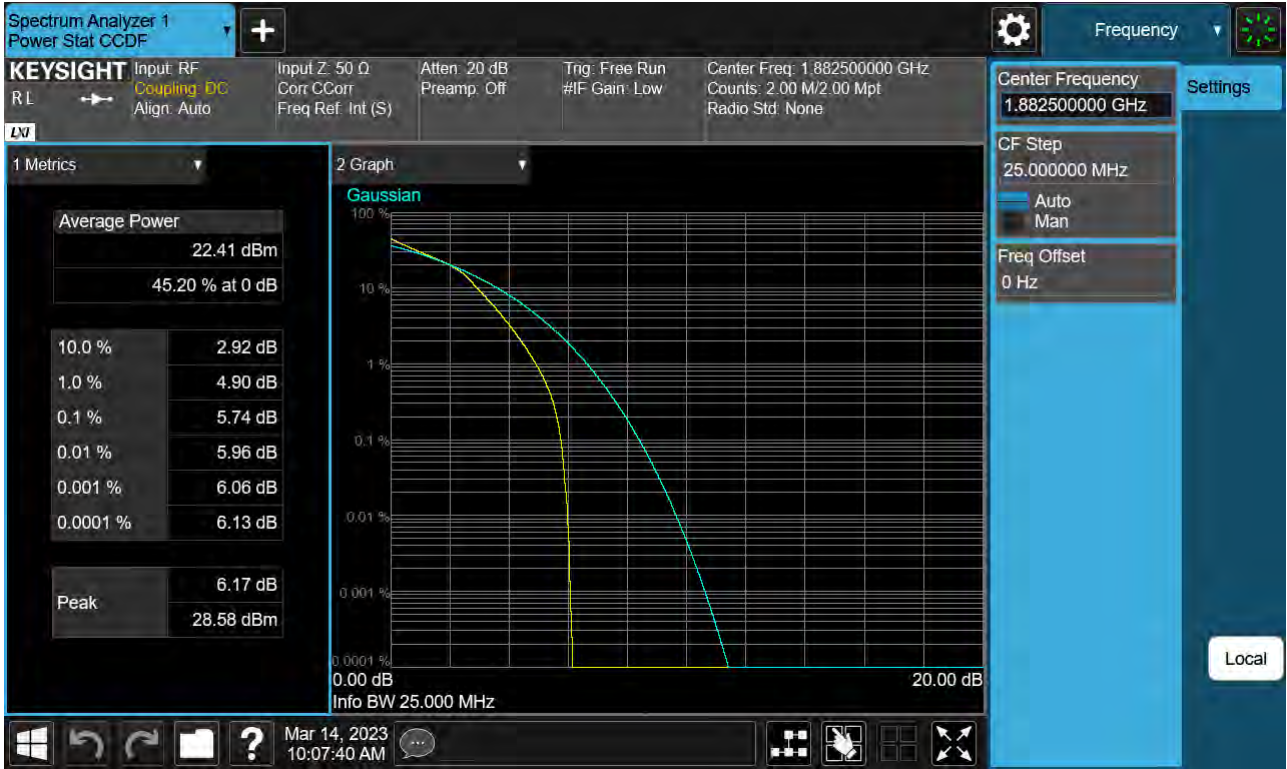 Spectrum Analyzer 1
Power Stat CCDF
Frequency
KEYSIGHT
R L
LXI
Input: RF
Coupling: DC
Align: Auto
Input Z: 50 Ω
Corr CCorr
Freq Ref: Int (S)
Atten: 20 dB
Preamp: Off
Trig: Free Run
#IF Gain: Low
Center Freq: 1.882500000 GHz
Counts: 2.00 M/2.00 Mpt
Radio Std: None
Center Frequency
1.882500000 GHz
Settings
CF Step
25.000000 MHz
Auto
Man
Freq Offset
0 Hz
1 Metrics
Average Power
22.41 dBm
45.20 % at 0 dB
10.0 % 2.92 dB
1.0 % 4.90 dB
0.1 % 5.74 dB
0.01 % 5.96 dB
0.001 % 6.06 dB
0.0001 % 6.13 dB
Peak
6.17 dB
28.58 dBm
2 Graph
Gaussian
100 %
10 %
1 %
0.1 %
0.01 %
0.001 %
0.0001 %
0.00 dB 20.00 dB
Info BW 25.000 MHz
Local
Mar 14, 2023
10:07:40 AM